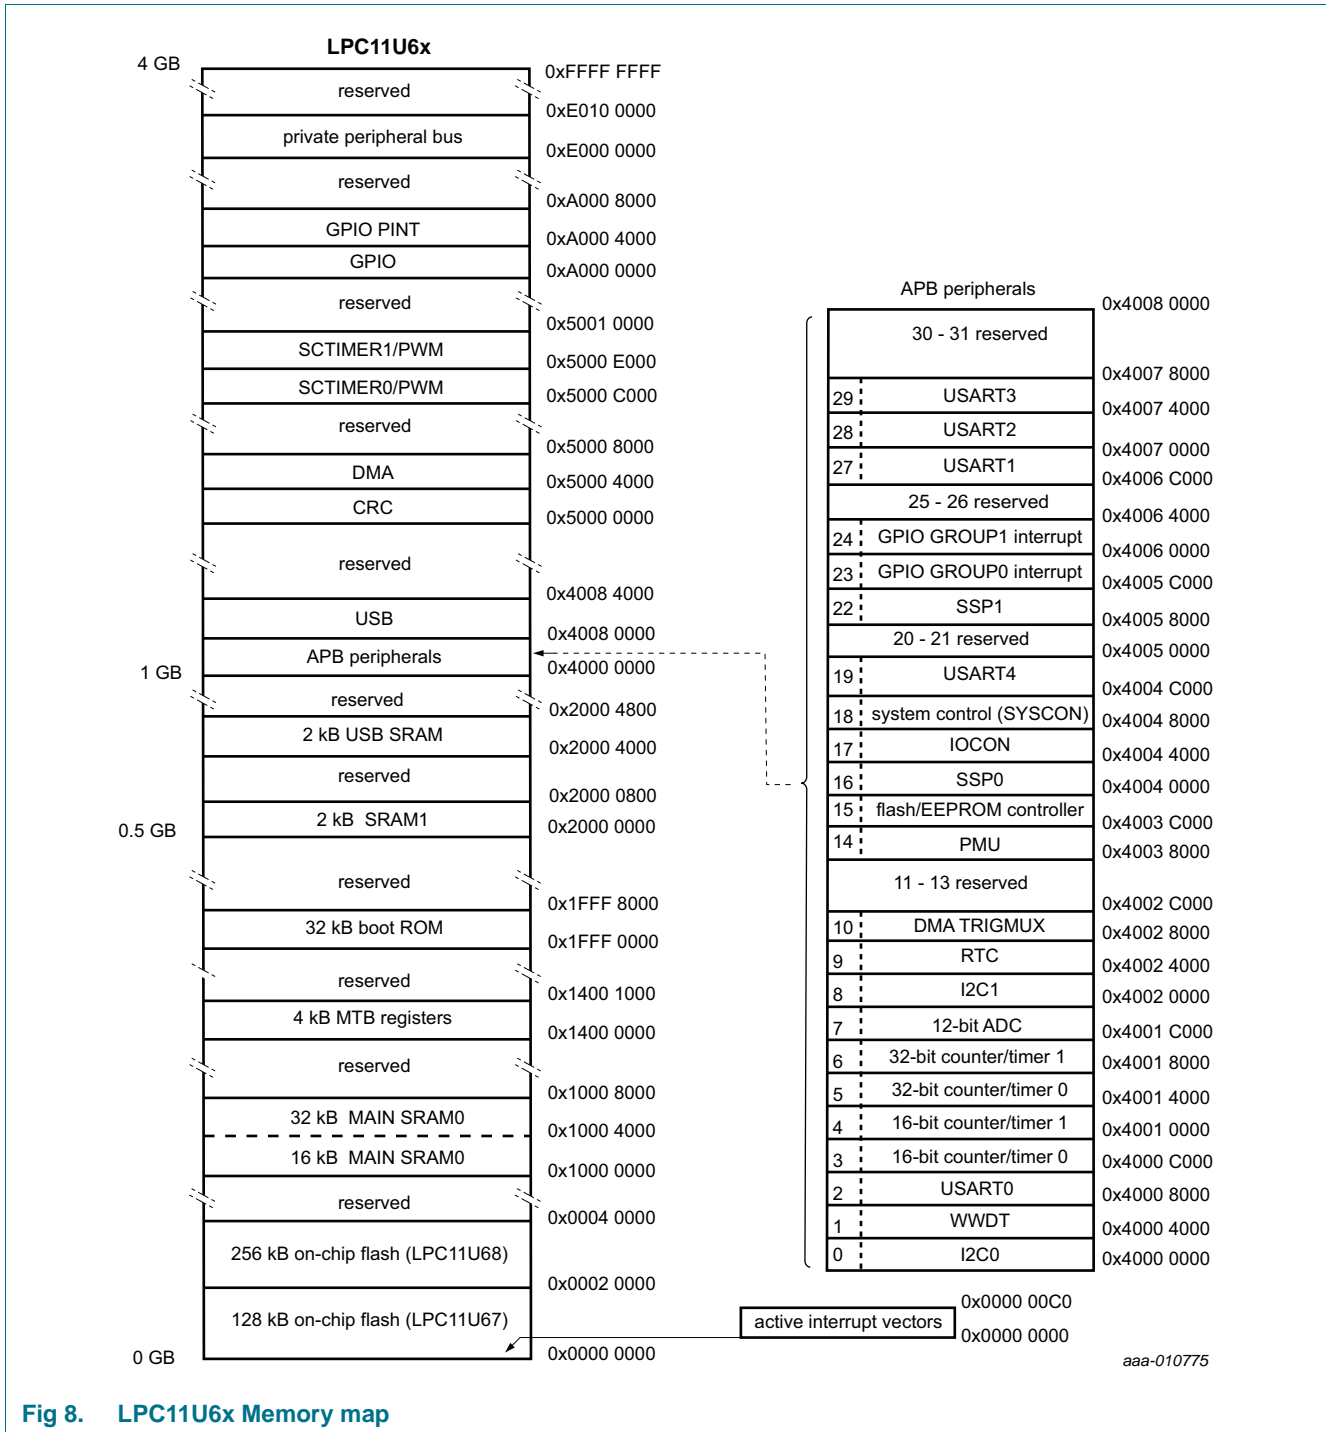 LPC11U6x
4 GB
0xFFFF FFFF
reserved
0xE010 0000
private peripheral bus
0xE000 0000
reserved
0xA000 8000
GPIO PINT
0xA000 4000
GPIO
0xA000 0000
reserved
0x5001 0000
SCTIMER1/PWM
0x5000 E000
SCTIMER0/PWM
0x5000 C000
reserved
0x5000 8000
DMA
0x5000 4000
CRC
0x5000 0000
reserved
0x4008 4000
USB
0x4008 0000
APB peripherals
1 GB
0x4000 0000
reserved
0x2000 4800
2 kB USB SRAM
0x2000 4000
reserved
0x2000 0800
2 kB SRAM1
0.5 GB
0x2000 0000
reserved
0x1FFF 8000
32 kB boot ROM
0x1FFF 0000
reserved
0x1400 1000
4 kB MTB registers
0x1400 0000
reserved
0x1000 8000
32 kB MAIN SRAM0
0x1000 4000
16 kB MAIN SRAM0
0x1000 0000
reserved
0x0004 0000
256 kB on-chip flash (LPC11U68)
0x0002 0000
128 kB on-chip flash (LPC11U67)
0 GB
0x0000 0000
APB peripherals
0x4008 0000
30 - 31 reserved
0x4007 8000
29 USART3
0x4007 4000
28 USART2
0x4007 0000
27 USART1
0x4006 C000
25 - 26 reserved
0x4006 4000
24 GPIO GROUP1 interrupt
0x4006 0000
23 GPIO GROUP0 interrupt
0x4005 C000
22 SSP1
0x4005 8000
20 - 21 reserved
0x4005 0000
19 USART4
0x4004 C000
18 system control (SYSCON)
0x4004 8000
17 IOCON
0x4004 4000
16 SSP0
0x4004 0000
15 flash/EEPROM controller
0x4003 C000
14 PMU
0x4003 8000
11 - 13 reserved
0x4002 C000
10 DMA TRIGMUX
0x4002 8000
9 RTC
0x4002 4000
8 I2C1
0x4002 0000
7 12-bit ADC
0x4001 C000
6 32-bit counter/timer 1
0x4001 8000
5 32-bit counter/timer 0
0x4001 4000
4 16-bit counter/timer 1
0x4001 0000
3 16-bit counter/timer 0
0x4000 C000
2 USART0
0x4000 8000
1 WWDT
0x4000 4000
0 I2C0
0x4000 0000
0x0000 00C0
active interrupt vectors
0x0000 0000
aaa-010775
Fig 8. LPC11U6x Memory map